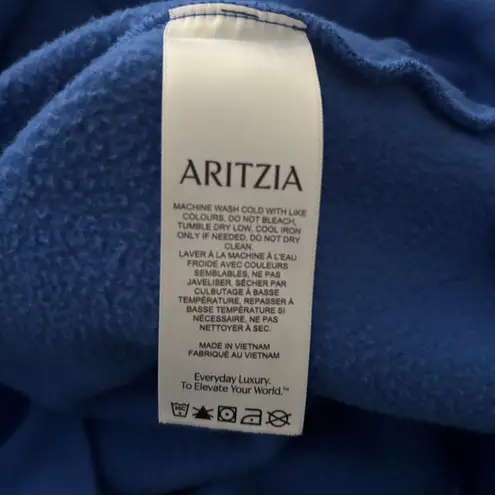 ARITZIA
MACHINE WASH COLD WITH LIKE
COLOURS, DO NOT BLEACH,
TUMBLE DRY LOW, COOL IRON
ONLY IF NEEDED, DO NOT DRY
CLEAN.
LAVER À LA MACHINE À L'EAU
FROIDE AVEC COULEURS
SEMBLABLES, NE PAS
JAVELISER, SÉCHER PAR
CULBUTAGE À BASSE
TEMPÉRATURE, REPASSER À
BASSE TEMPÉRATURE SI
NÉCESSAIRE, NE PAS
NETTOYER À SEC.
MADE IN VIETNAM
FABRIQUÉ AU VIETNAM
Everyday Luxury.
To Elevate Your World.™